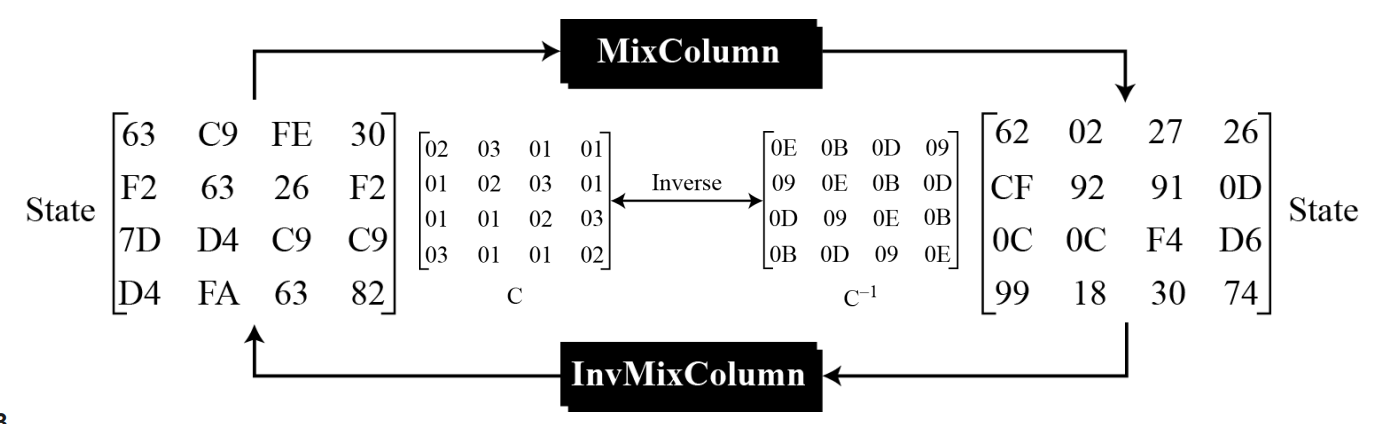 MixColumn
State
63 C9 FE 30
F2 63 26 F2
7D D4 C9 C9
D4 FA 63 82
02 03 01 01
01 02 03 01
01 01 02 03
03 01 01 02
C
Inverse
0E 0B 0D 09
09 0E 0B 0D
0D 09 0E 0B
0B 0D 09 0E
C⁻¹
62 02 27 26
CF 92 91 0D
0C 0C F4 D6
99 18 30 74
State
InvMixColumn